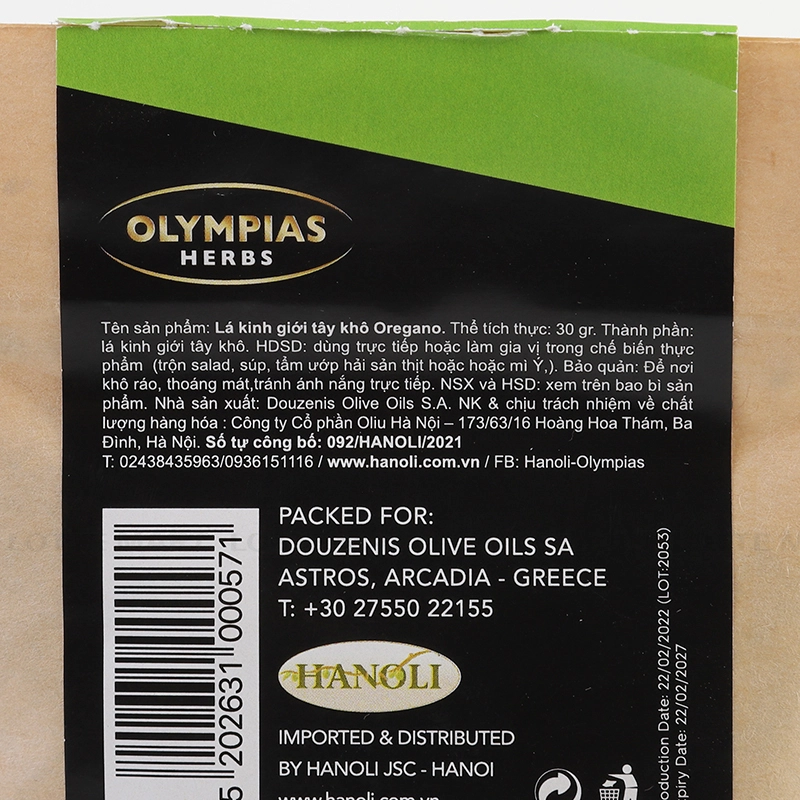 OLYMPIAS
HERBS
Tên sản phẩm: Lá kinh giới tây khô Oregano. Thể tích thực: 30 gr. Thành phần:
lá kinh giới tây khô. HDSD: dùng trực tiếp hoặc làm gia vị trong chế biến thực
phẩm (trộn salad, súp, tẩm ướp hải sản thịt hoặc hoặc mì Ý,). Bảo quản: Để nơi
khô ráo, thoáng mát,tránh ánh nắng trực tiếp. NSX và HSD: xem trên bao bì sản
phẩm. Nhà sản xuất: Douzenis Olive Oils S.A. NK & chịu trách nhiệm về chất
lượng hàng hóa : Công ty Cổ phần Oliu Hà Nội – 173/63/16 Hoàng Hoa Thám, Ba
Đình, Hà Nội. Số tự công bố: 092/HANOLI/2021
T: 02438435963/0936151116 / www.hanoli.com.vn / FB: Hanoli-Olympias
PACKED FOR:
DOUZENIS OLIVE OILS SA
ASTROS, ARCADIA - GREECE
T: +30 27550 22155
HANOLI
IMPORTED & DISTRIBUTED
BY HANOLI JSC - HANOI
www.hanoli.com.vn
5 202631 000571
oduction Date: 22/02/2022 (LOT:2053)
xpiry Date: 22/02/2027